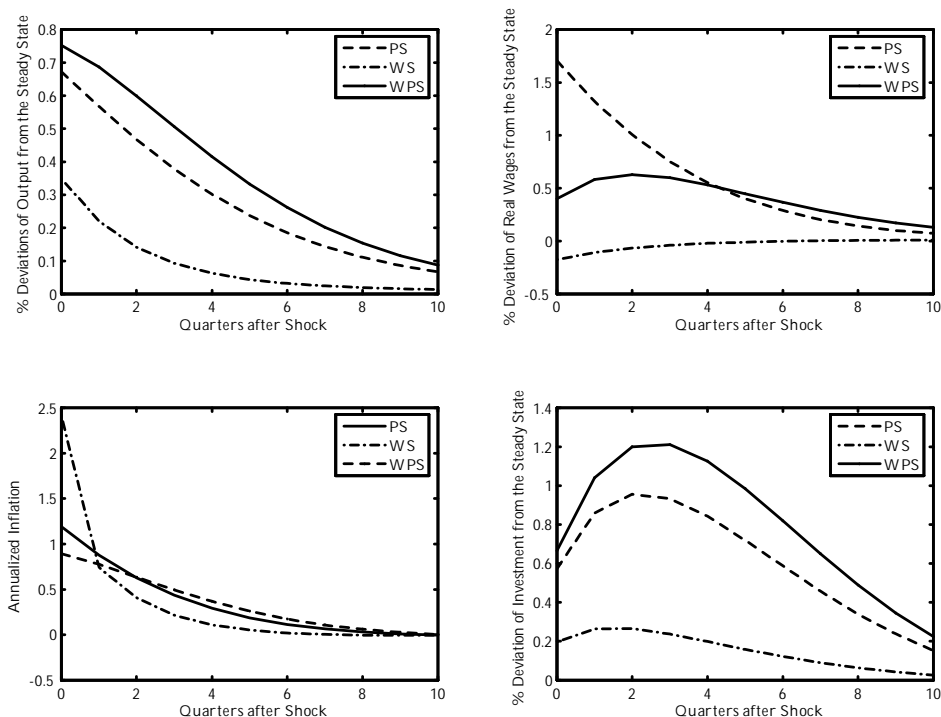 % Deviations of Output from the Steady State
0.8
0.7
0.6
0.5
0.4
0.3
0.2
0.1
0
0 2 4 6 8 10
Quarters after Shock
PS
WS
WPS
% Deviation of Real Wages from the Steady State
2
1.5
1
0.5
0
-0.5
0 2 4 6 8 10
Quarters after Shock
PS
WS
WPS
Annualized Inflation
2.5
2
1.5
1
0.5
0
-0.5
0 2 4 6 8 10
Quarters after Shock
PS
WS
WPS
% Deviation of Investment from the Steady State
1.4
1.2
1
0.8
0.6
0.4
0.2
0
0 2 4 6 8 10
Quarters after Shock
PS
WS
WPS